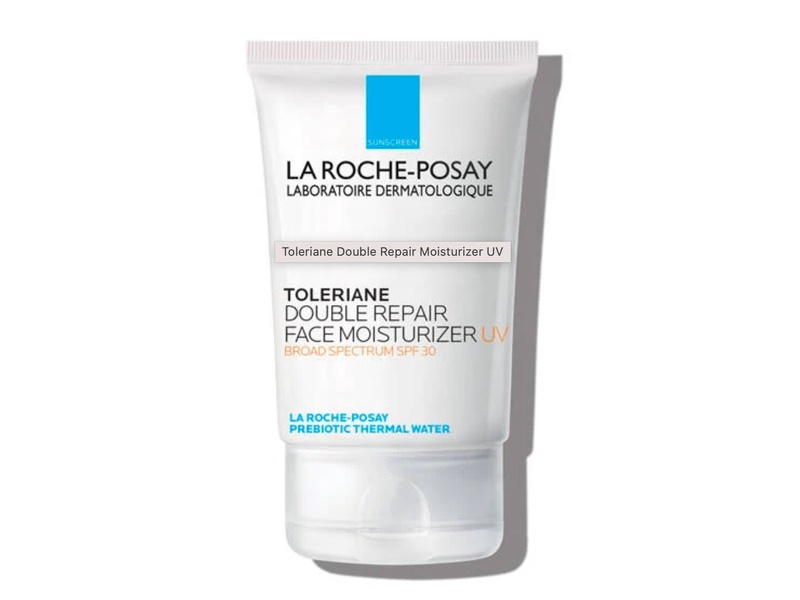 SUNSCREEN
LA ROCHE-POSAY
LABORATOIRE DERMATOLOGIQUE
Toleriane Double Repair Moisturizer UV
TOLERIANE
DOUBLE REPAIR
FACE MOISTURIZER UV
BROAD SPECTRUM SPF 30
LA ROCHE-POSAY
PREBIOTIC THERMAL WATER